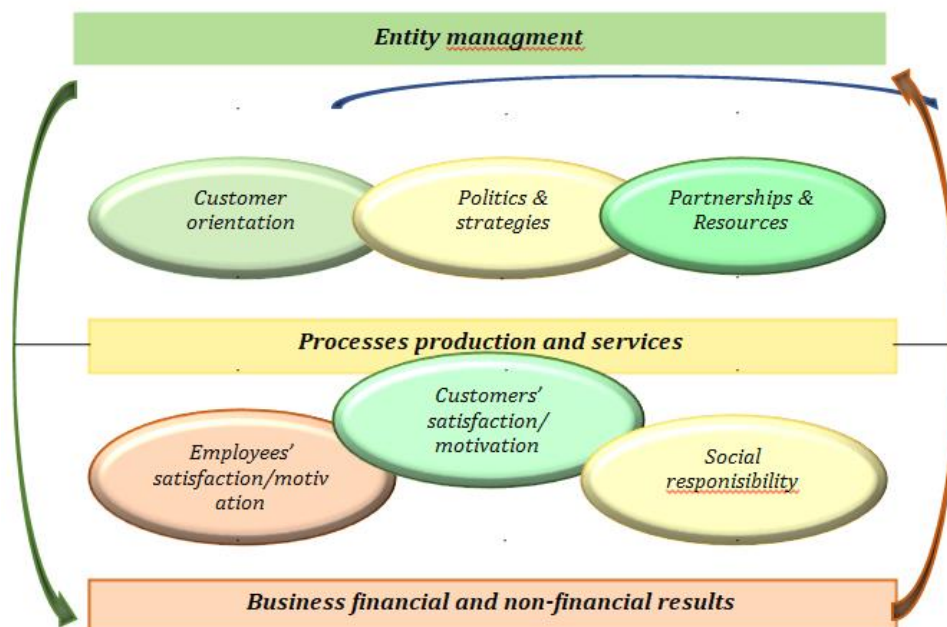 Entity managment
Customer
orientation
Politics &
strategies
Partnerships &
Resources
Processes production and services
Customers’
satisfaction/
motivation
Employees’
satisfaction/motiv
ation
Social
responisibility
Business financial and non-financial results